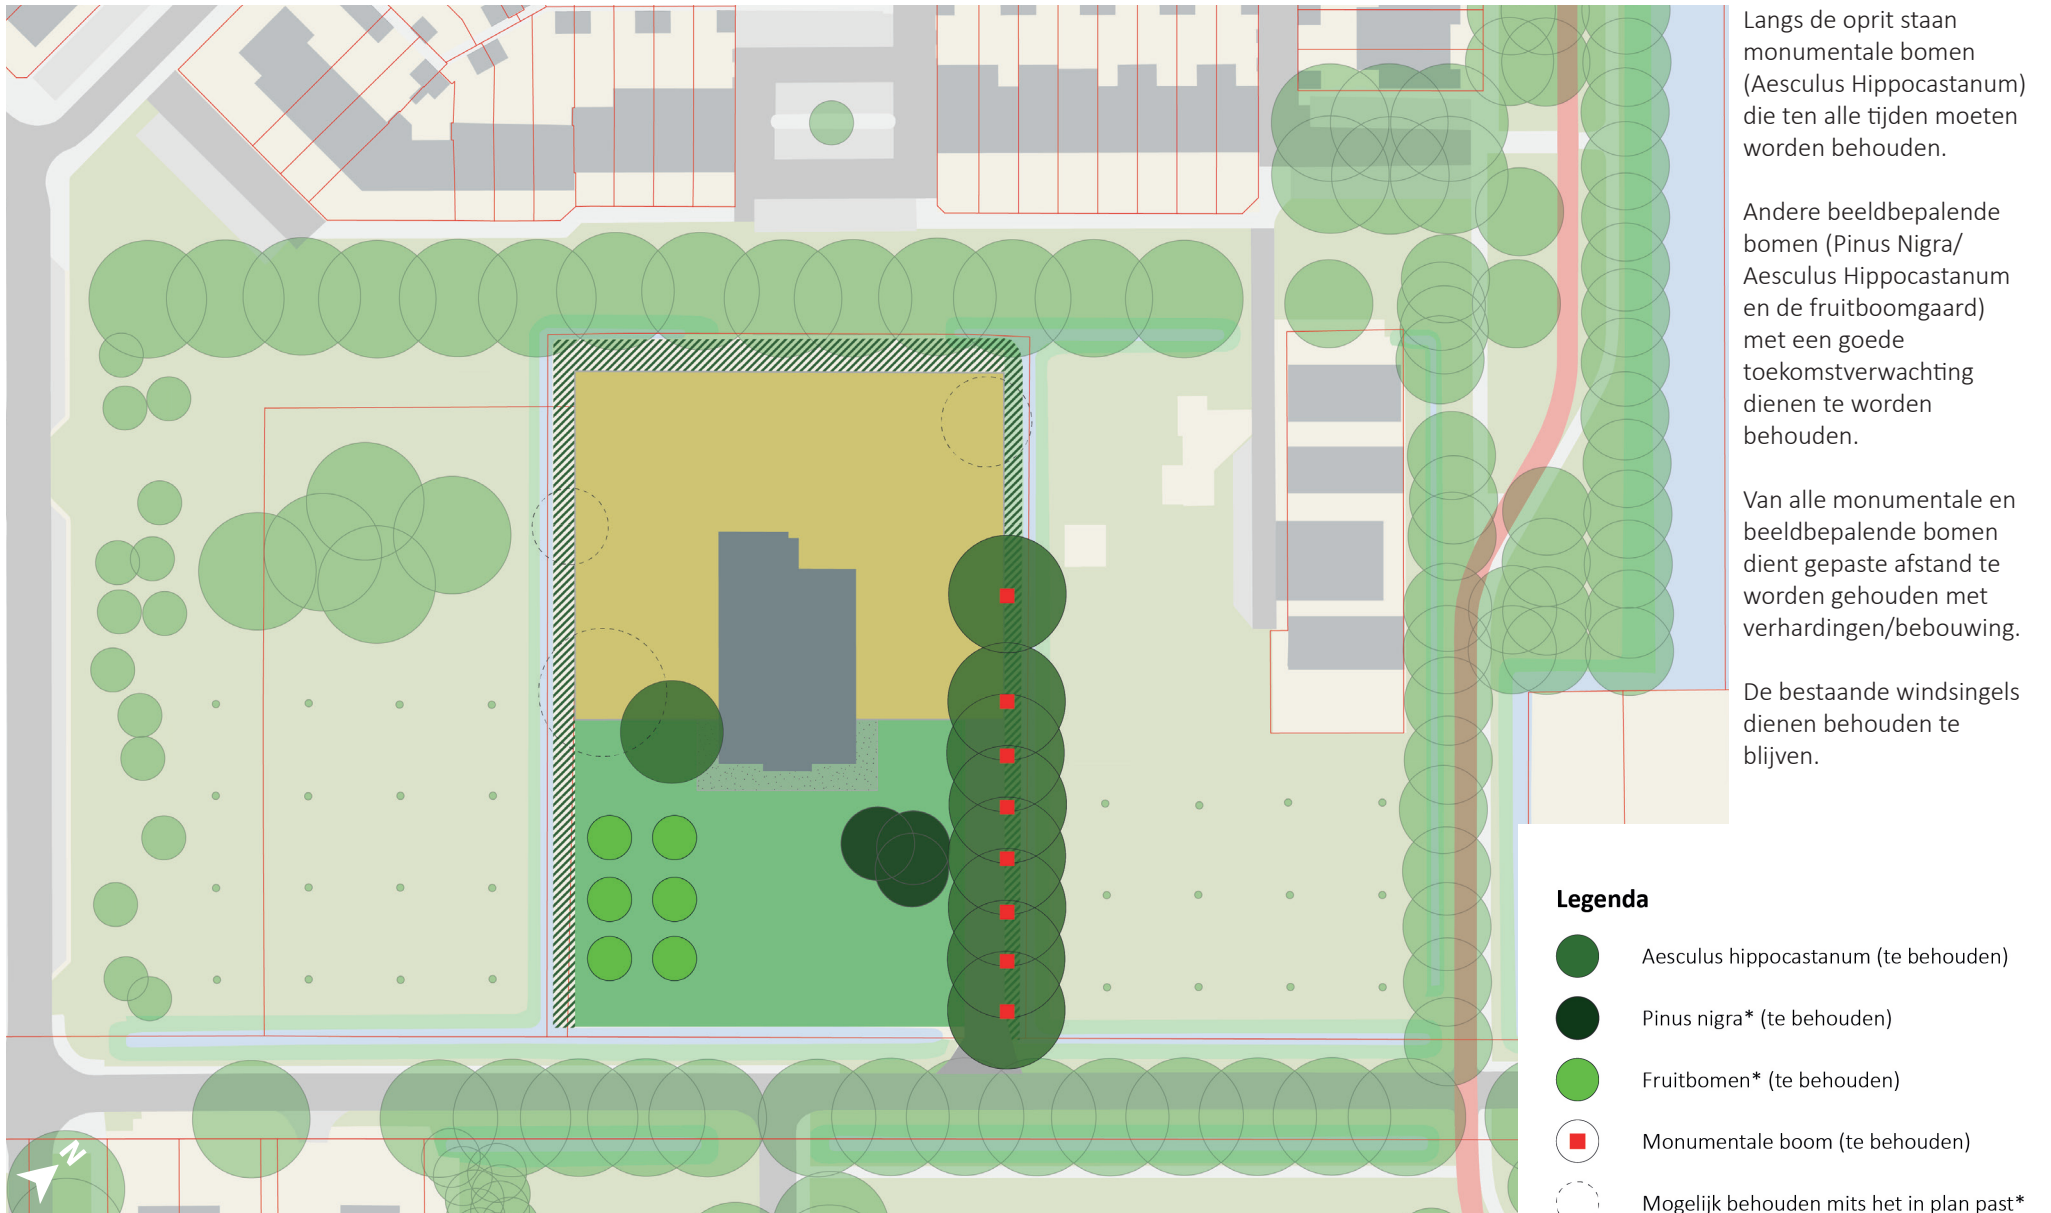 Langs de oprit staan
monumentale bomen
(Aesculus Hippocastanum)
die ten alle tijden moeten
worden behouden.
Andere beeldbepalende
bomen (Pinus Nigra/
Aesculus Hippocastanum
en de fruitboomgaard)
met een goede
toekomstverwachting
dienen te worden
behouden.
Van alle monumentale en
beeldbepalende bomen
dient gepaste afstand te
worden gehouden met
verhardingen/bebouwing.
De bestaande windsingels
dienen behouden te
blijven.
Legenda
Aesculus hippocastanum (te behouden)
Pinus nigra* (te behouden)
Fruitbomen* (te behouden)
Monumentale boom (te behouden)
Mogelijk behouden mits het in plan past*
N